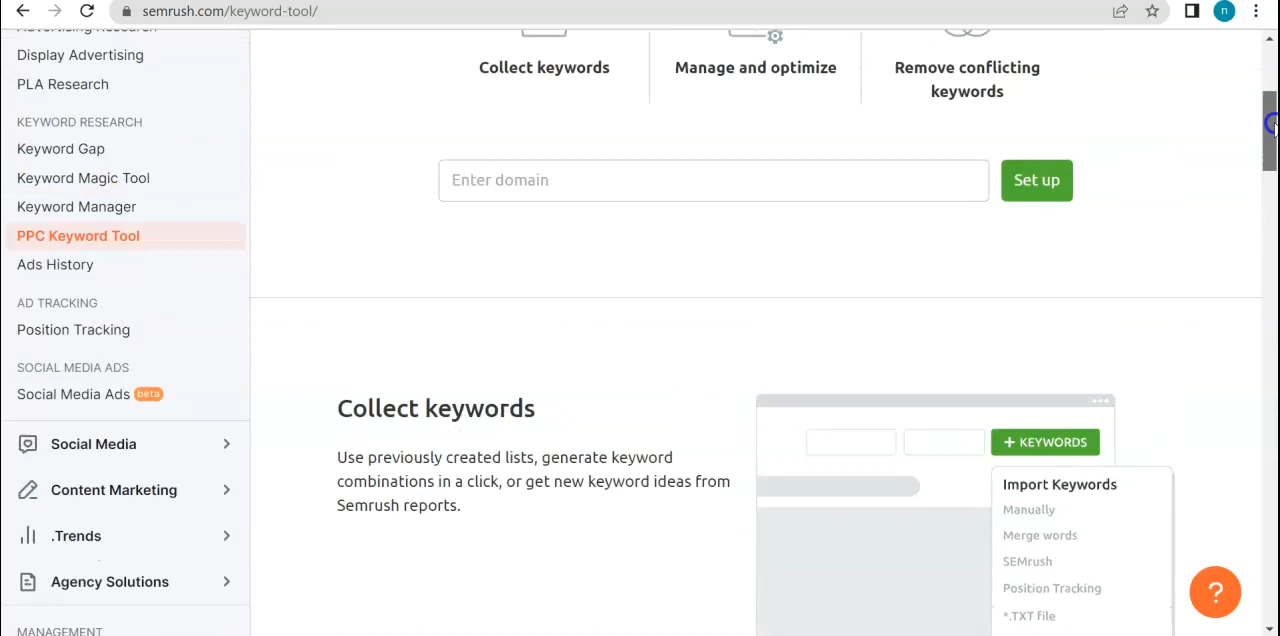 semrush.com/keyword-tool/
n
Advertising Research
Display Advertising
PLA Research
KEYWORD RESEARCH
Keyword Gap
Keyword Magic Tool
Keyword Manager
PPC Keyword Tool
Ads History
AD TRACKING
Position Tracking
SOCIAL MEDIA ADS
Social Media Ads beta
Social Media
Content Marketing
.Trends
Agency Solutions
MANAGEMENT
Collect keywords
Manage and optimize
Remove conflicting
keywords
Enter domain
Set up
Collect keywords
Use previously created lists, generate keyword
combinations in a click, or get new keyword ideas from
Semrush reports.
+ KEYWORDS
Import Keywords
Manually
Merge words
SEMrush
Position Tracking
*.TXT file
?